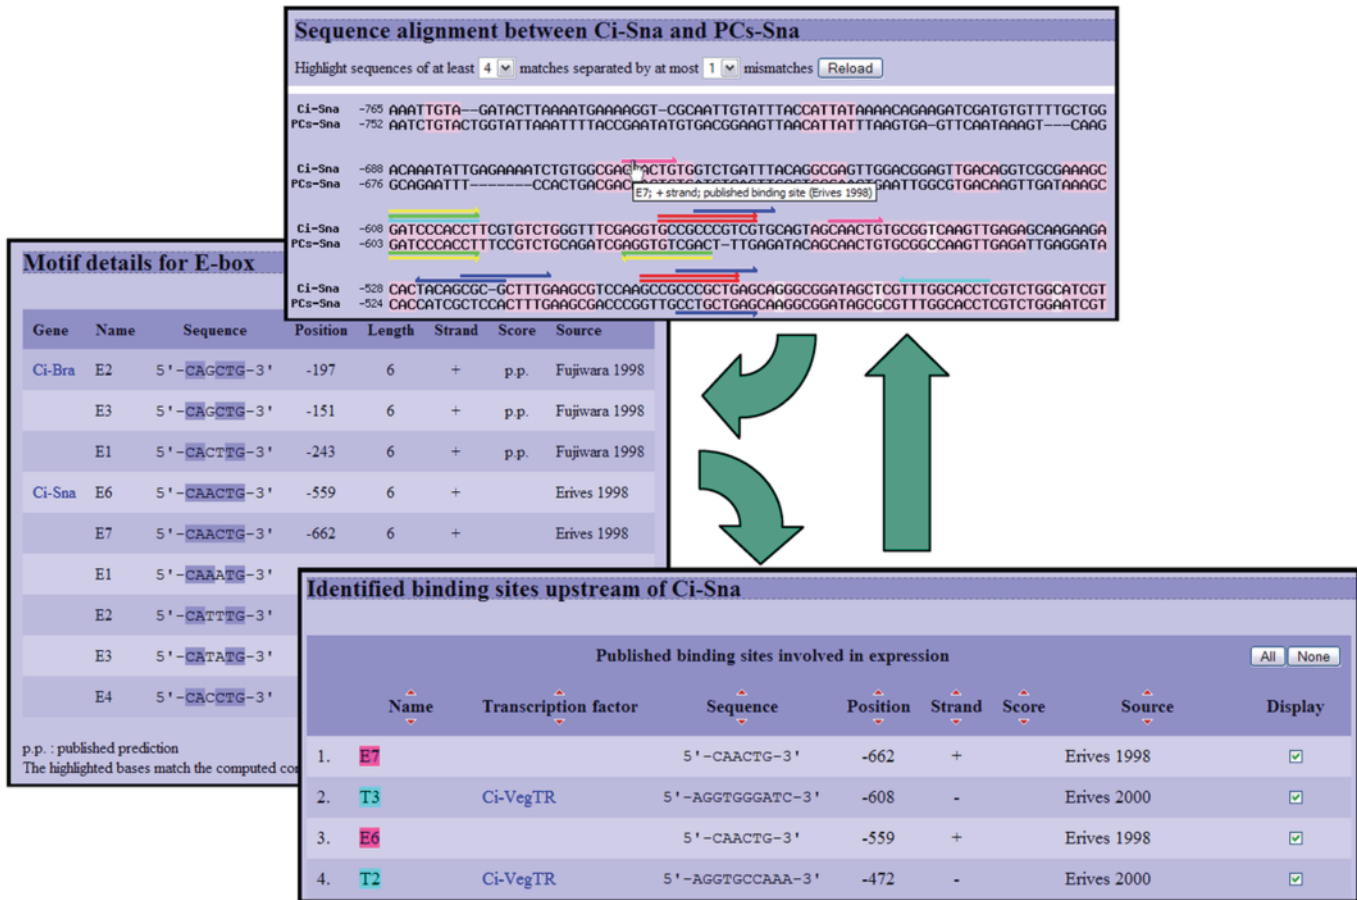 Sequence alignment between Ci-Sna and PCs-Sna
Highlight sequences of at least 4 matches separated by at most 1 mismatches Reload
Ci-Sna -765 AAATTGTA--GATACTTAAAATGAAAAGGT-CGCAATTGTATTTACCATTATAAAACAGAAGATCGATGTGTTTTGCTGG
PCs-Sna -752 AATCTGTACTGGTATTAAATTTTACCGAATATGTGACGGAAGTTAACATTATTTAAGTGA-GTTCAATAAAGT---CAAG
Ci-Sna -688 ACAAATATTGAGAAAATCTGTGGCGAG ACTGTGGTCTGATTTACAGGCGAGTTGGACGGAGTTGACAGGTCGCGAAAGC
PCs-Sna -676 GCAGAATTT-------CCACTGACGAC GAATTGGCGTGACAAGTTGATAAAGC
E7; + strand; published binding site (Erives 1998)
Ci-Sna -608 GATCCCACCTTCGTGTCTGGGTTTCGAGGTGCCGCCCGTCGTGCAGTAGCAACTGTGCGGTCAAGTTGAGAGCAAGAAGA
PCs-Sna -603 GATCCCACCTTTCCGTCTGCAGATCGAGGTGTCGACT-TTGAGATACAGCAACTGTGCGGCCAAGTTGAGATTGAGGATA
Ci-Sna -528 CACTACAGCGC-GCTTTGAAGCGTCCAAGCCGCCCGCTGAGCAGGGCGGATAGCTCGTTTGGCACCTCGTCTGGCATCGT
PCs-Sna -524 CACCATCGCTCCACTTTGAAGCGACCCGGTTGCCTGCTGAGCAAGGCGGATAGCGCGTTTGGCACCTCGTCTGGAATCGT
Motif details for E-box
Gene Name Sequence Position Length Strand Score Source
Ci-Bra E2 5'-CAGCTG-3' -197 6 + p.p. Fujiwara 1998
E3 5'-CAGCTG-3' -151 6 + p.p. Fujiwara 1998
E1 5'-CACTTG-3' -243 6 + p.p. Fujiwara 1998
Ci-Sna E6 5'-CAACTG-3' -559 6 + Erives 1998
E7 5'-CAACTG-3' -662 6 + Erives 1998
E1 5'-CAAATG-3'
E2 5'-CATTTG-3'
E3 5'-CATATG-3'
E4 5'-CACCTG-3'
p.p. : published prediction
The highlighted bases match the computed
Identified binding sites upstream of Ci-Sna
Published binding sites involved in expression All None
Name Transcription factor Sequence Position Strand Score Source Display
1. E7 5'-CAACTG-3' -662 + Erives 1998
2. T3 Ci-VegTR 5'-AGGTGGGATC-3' -608 - Erives 2000
3. E6 5'-CAACTG-3' -559 + Erives 1998
4. T2 Ci-VegTR 5'-AGGTGCCAAA-3' -472 - Erives 2000